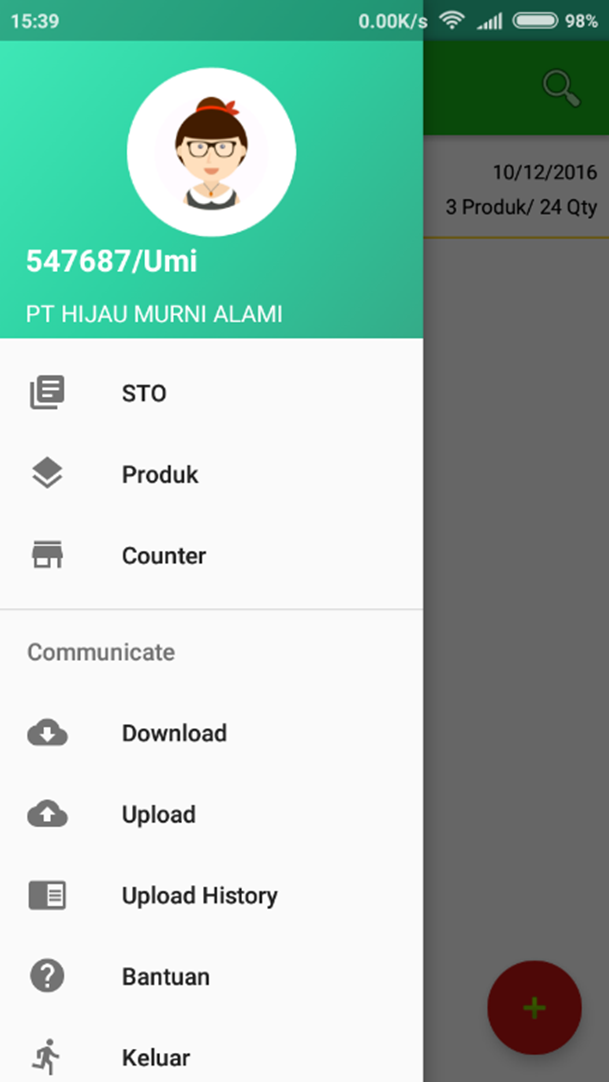 15:39 0.00K/s 98%
10/12/2016
3 Produk/ 24 Qty
547687/Umi
PT HIJAU MURNI ALAMI
STO
Produk
Counter
Communicate
Download
Upload
Upload History
Bantuan
Keluar